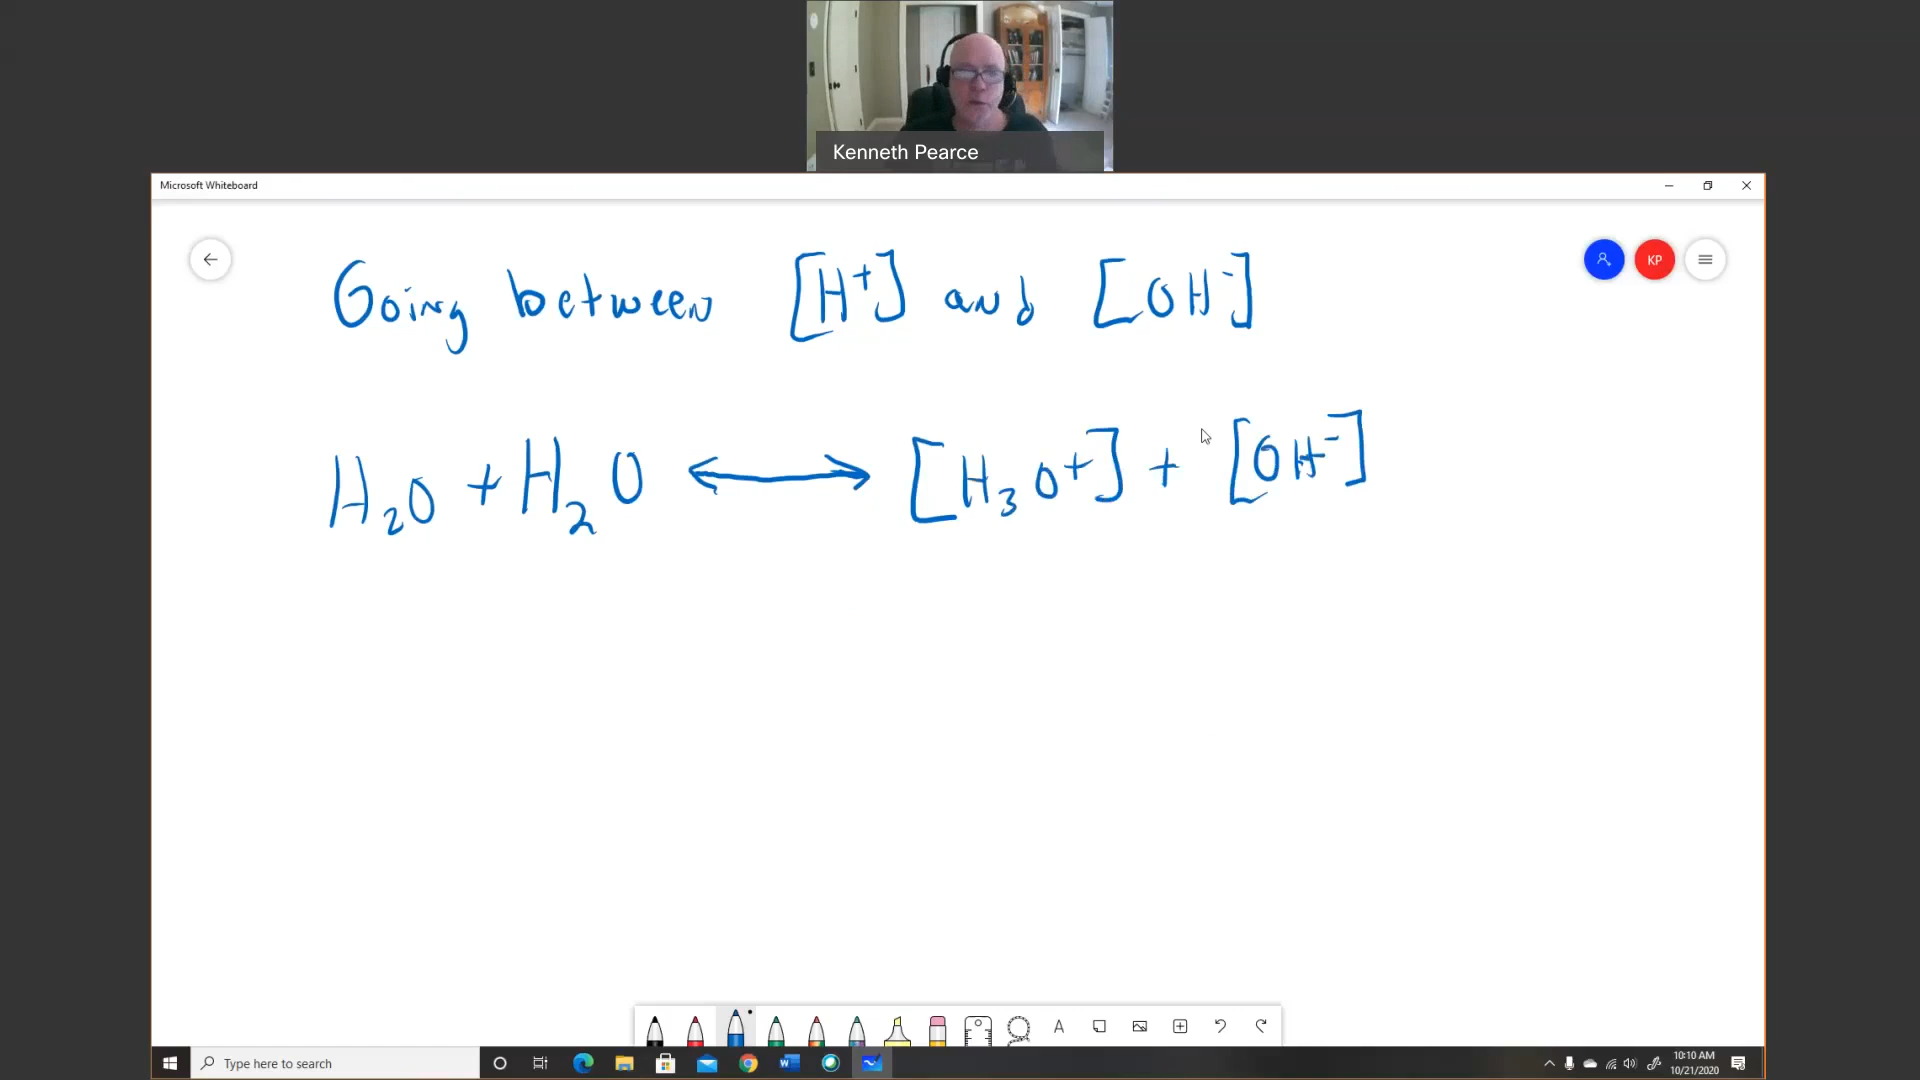 Kenneth Pearce
Microsoft Whiteboard
Going between [H⁺] and [OH⁻]
KP
H₂O + H₂O ⟷ [H₃O⁺] + [OH⁻]
A
Type here to search
10:10 AM
10/21/2020